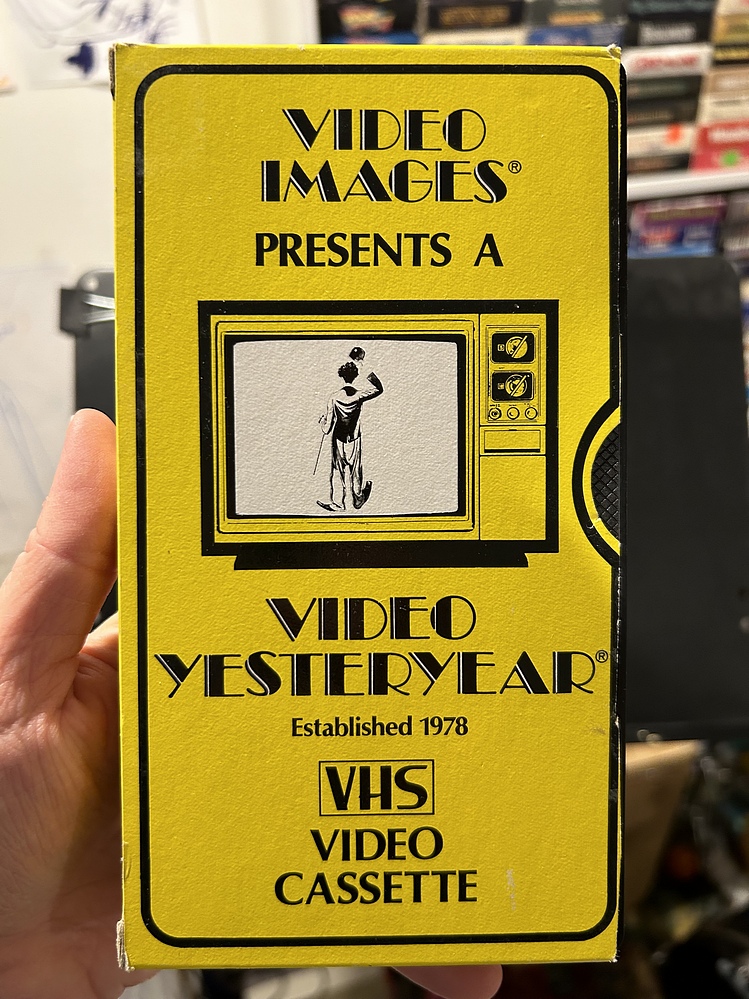 VIDEO
IMAGES®
PRESENTS A
VIDEO
YESTERYEAR®
Established 1978
VHS
VIDEO
CASSETTE